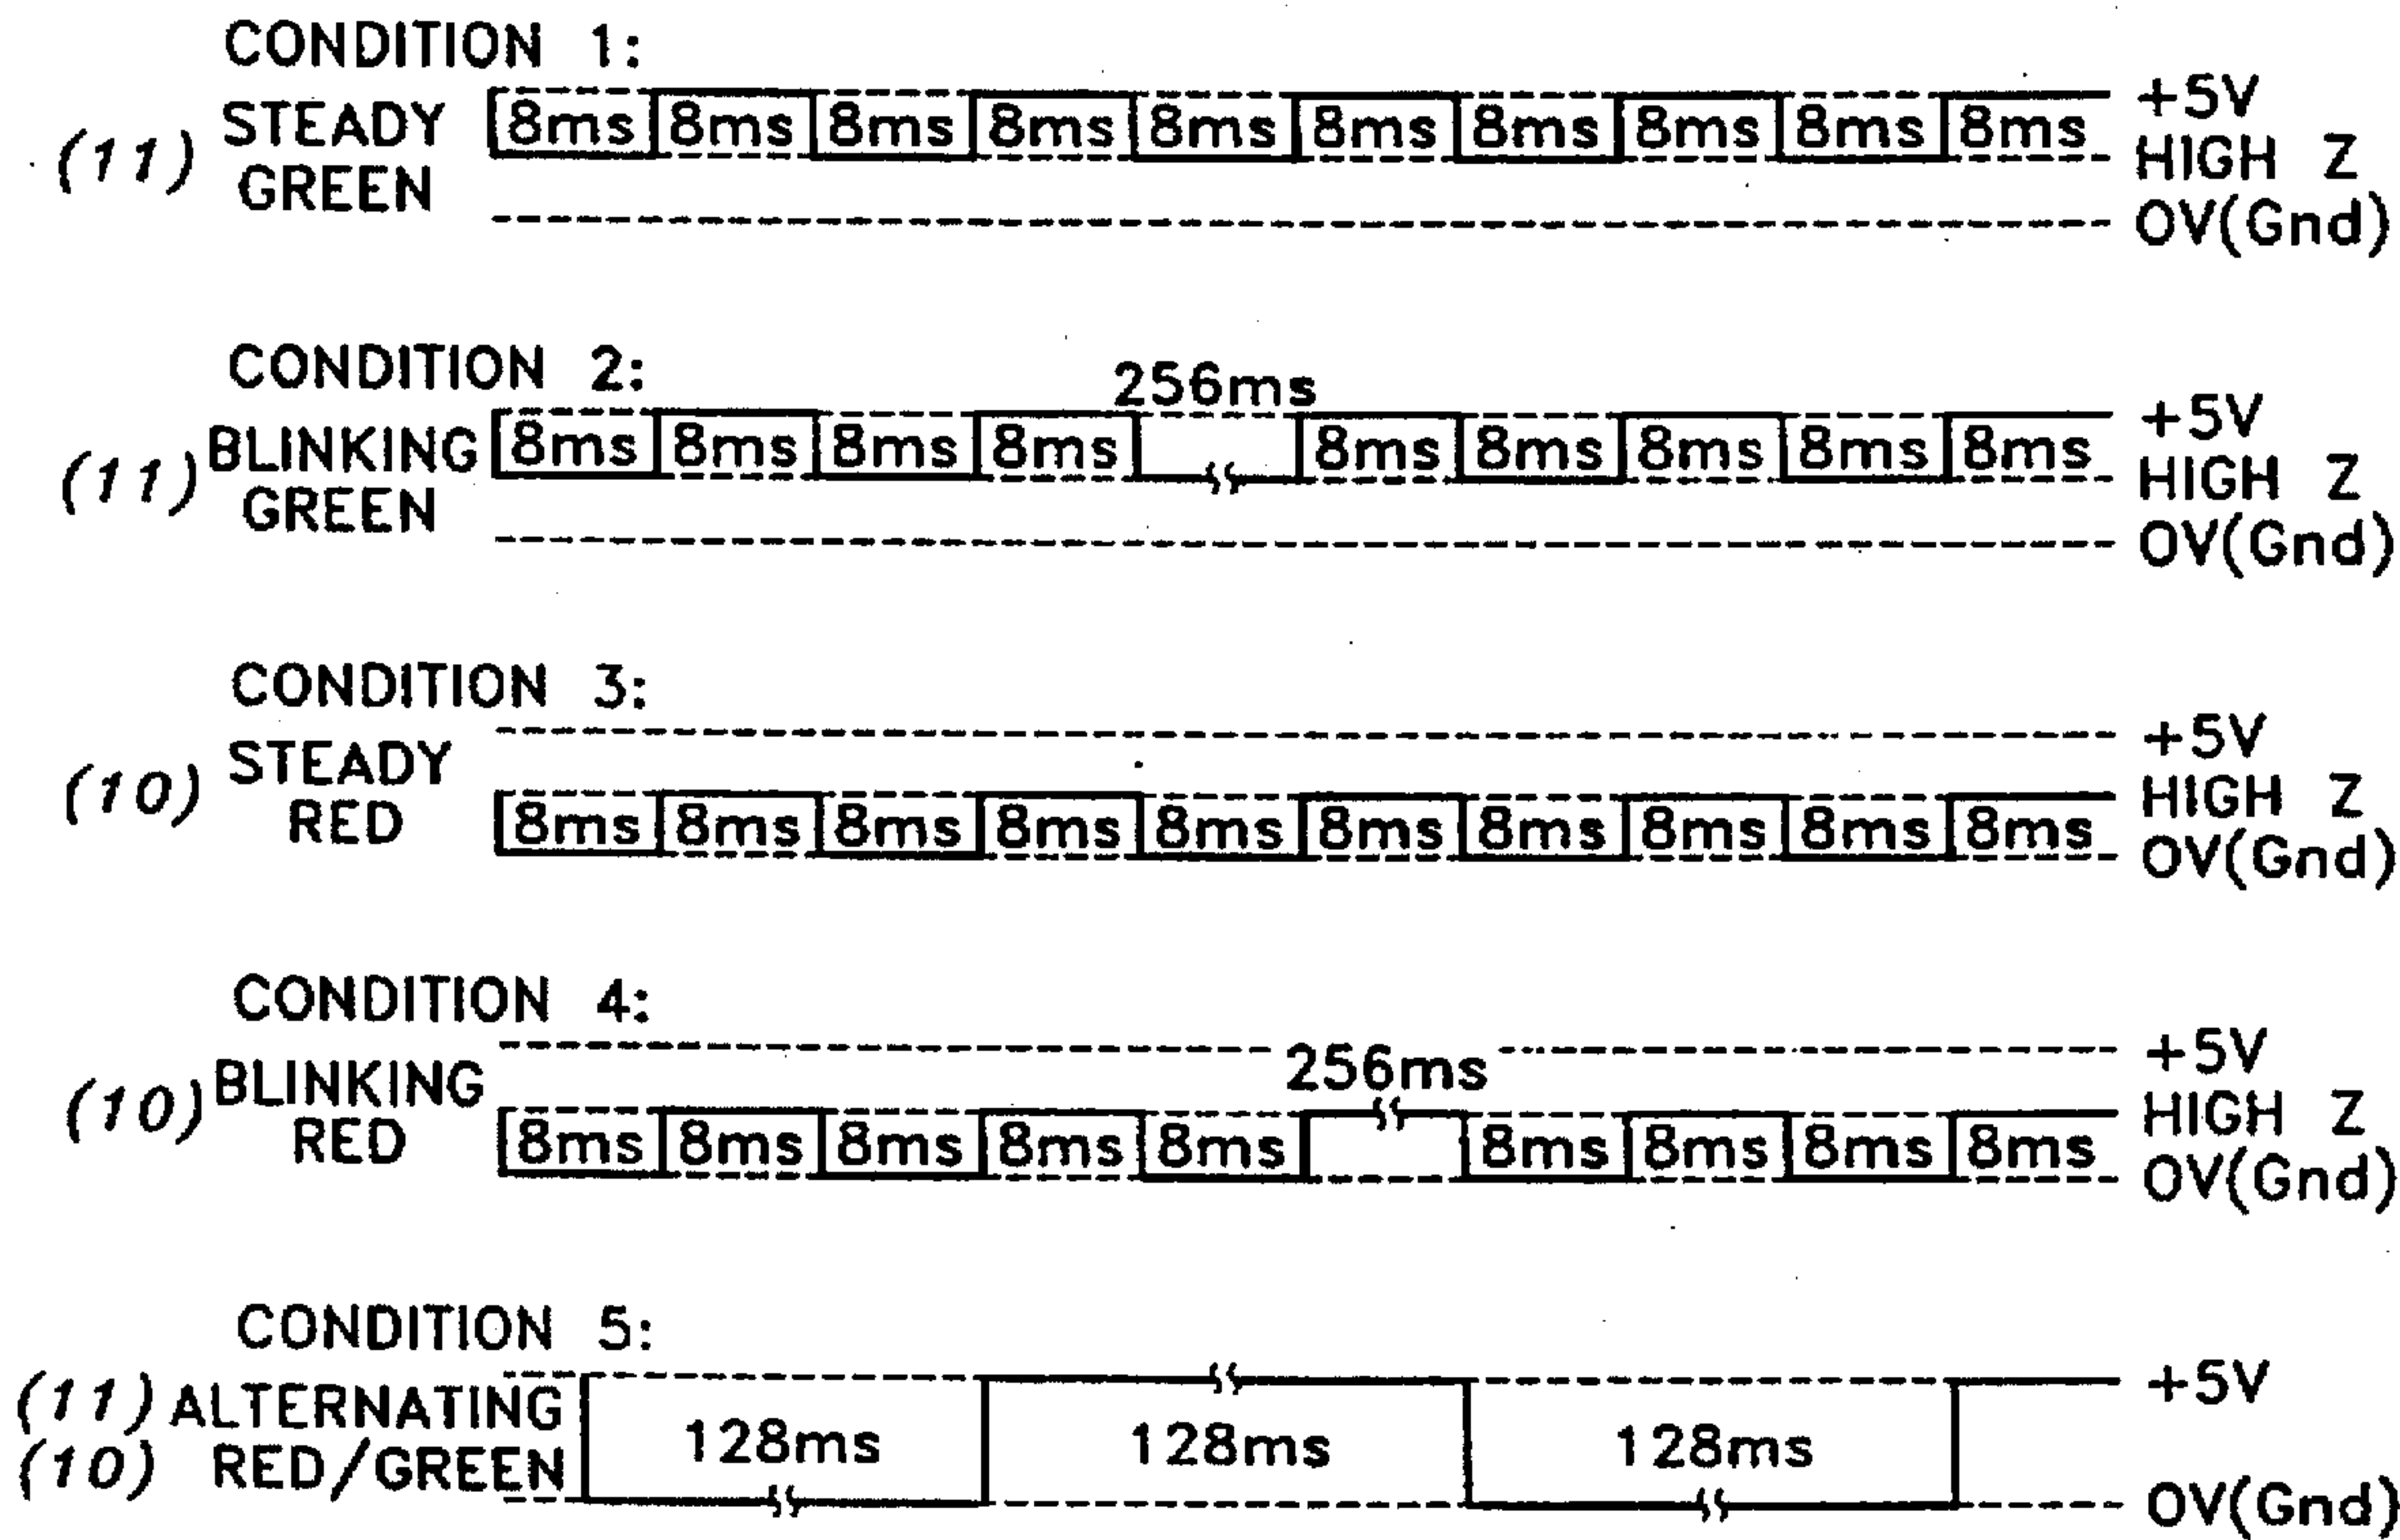 CONDITION 1:
(11) STEADY GREEN
8ms 8ms 8ms 8ms 8ms 8ms 8ms 8ms 8ms 8ms
+5V
HIGH Z
0V(Gnd)
CONDITION 2:
256ms
(11) BLINKING GREEN
8ms 8ms 8ms 8ms 8ms 8ms 8ms 8ms 8ms
+5V
HIGH Z
0V(Gnd)
CONDITION 3:
(10) STEADY RED
8ms 8ms 8ms 8ms 8ms 8ms 8ms 8ms 8ms 8ms
+5V
HIGH Z
0V(Gnd)
CONDITION 4:
256ms
(10) BLINKING RED
8ms 8ms 8ms 8ms 8ms 8ms 8ms 8ms 8ms
+5V
HIGH Z
0V(Gnd)
CONDITION 5:
(11) ALTERNATING
(10) RED/GREEN
128ms 128ms 128ms
+5V
0V(Gnd)